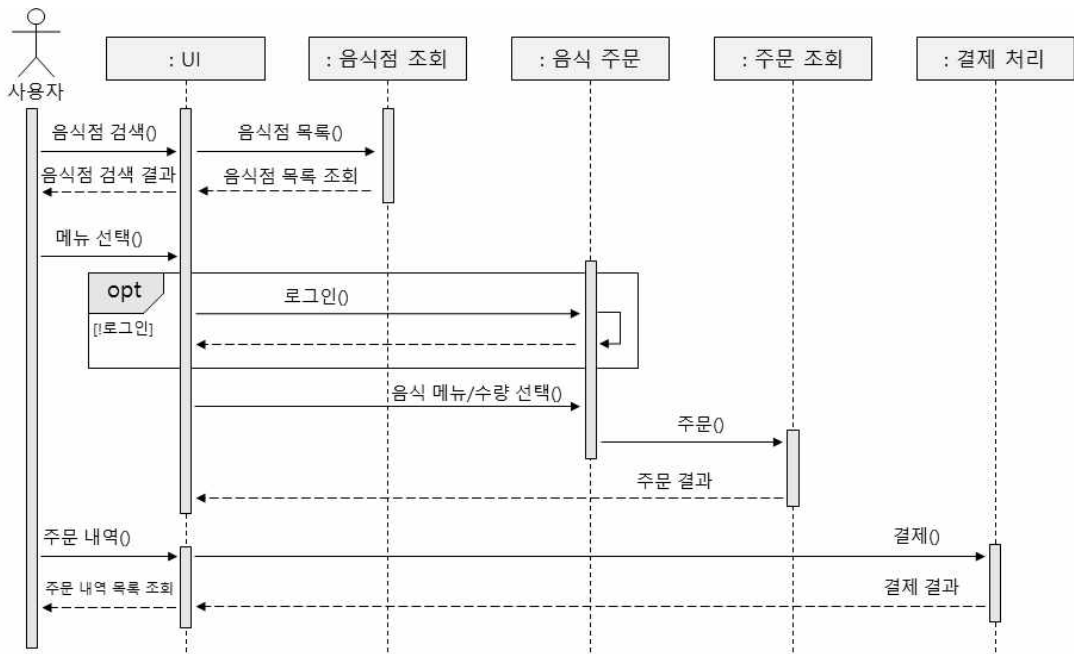 사용자
: UI
: 음식점 조회
: 음식 주문
: 주문 조회
: 결제 처리
음식점 검색()
음식점 목록()
음식점 검색 결과
음식점 목록 조회
메뉴 선택()
opt
로그인()
[!로그인]
음식 메뉴/수량 선택()
주문()
주문 결과
주문 내역()
결제()
주문 내역 목록 조회
결제 결과